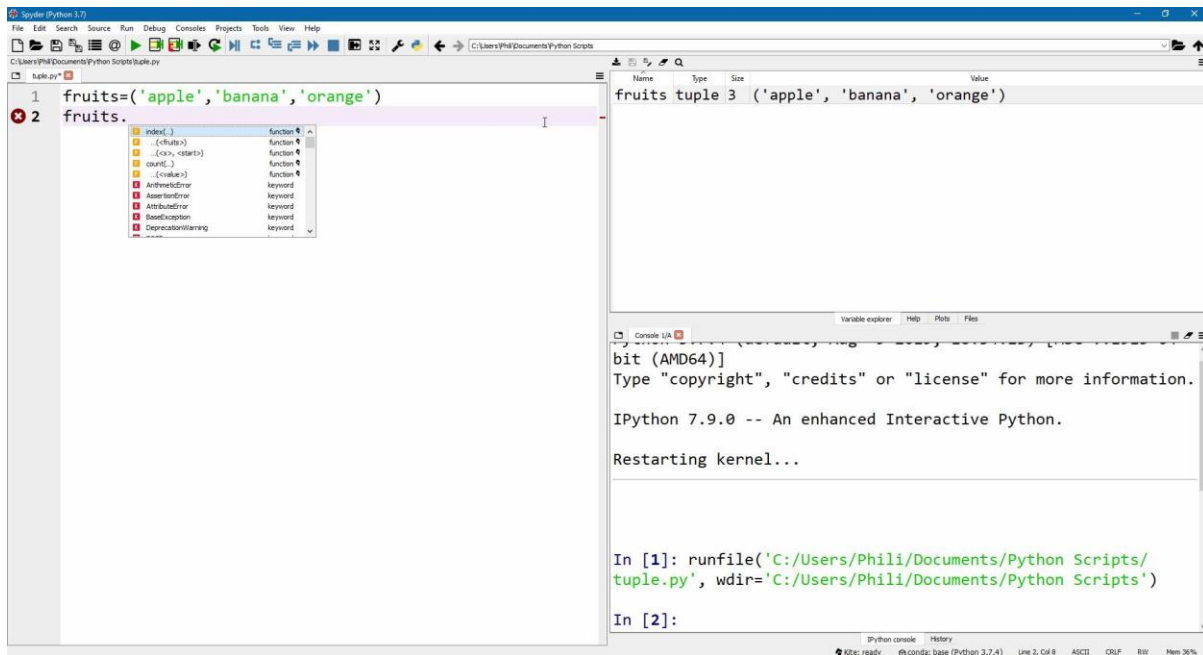 Spyder (Python 3.7)
File Edit Search Source Run Debug Consoles Projects Tools View Help
C:\Users\Phili\Documents\Python Scripts
C:\Users\Phili\Documents\Python Scripts\tuple.py
tuple.py*
1 fruits=('apple','banana','orange')
2 fruits.
index(...) function
...(<fruits>) function
...(<x>, <start>) function
count(...) function
...(<value>) function
ArithmeticError keyword
AssertionError keyword
AttributeError keyword
BaseException keyword
DeprecationWarning keyword
Name Type Size Value
fruits tuple 3 ('apple', 'banana', 'orange')
Variable explorer Help Plots Files
Console 1/A
bit (AMD64)]
Type "copyright", "credits" or "license" for more information.
IPython 7.9.0 -- An enhanced Interactive Python.
Restarting kernel...
In [1]: runfile('C:/Users/Phili/Documents/Python Scripts/
tuple.py', wdir='C:/Users/Phili/Documents/Python Scripts')
In [2]:
IPython console History
Kite: ready conda: base (Python 3.7.4) Line 2, Col 8 ASCII CRLF RW Mem 36%